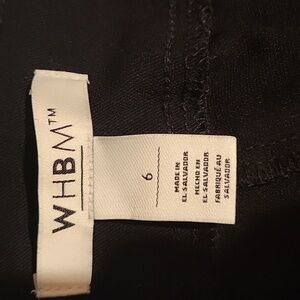 WHBM™
6
MADE IN
EL SALVADOR
HECHO EN
EL SALVADOR
FABRIQUÉ AU
SALVADOR